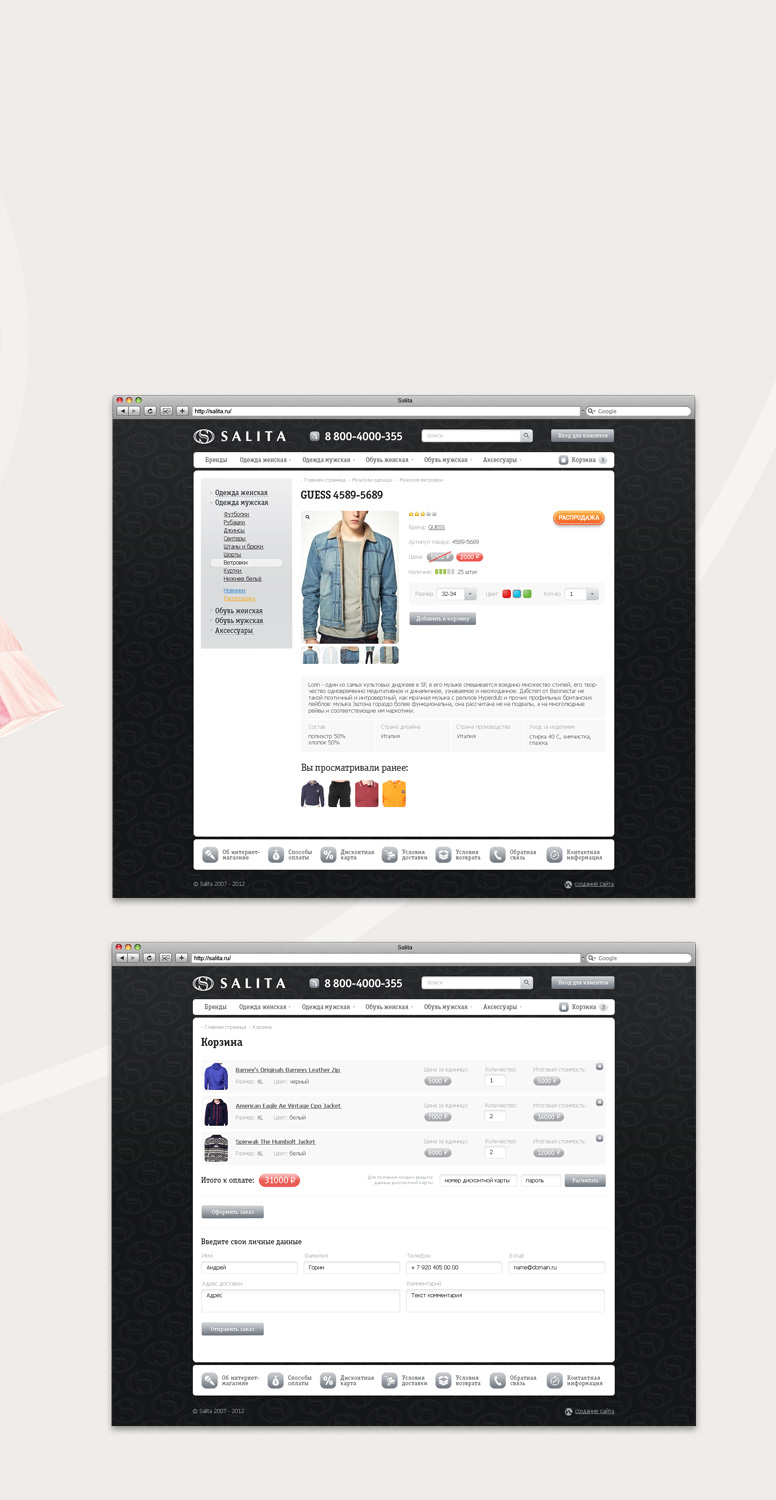 Salita
http://salita.ru/
Google
SALITA
8 800-4000-355
поиск
Вход для клиентов
Бренды
Одежда женская
Одежда мужская
Обувь женская
Обувь мужская
Аксессуары
Корзина
Главная страница
Мужская одежда
Мужские ветровки
GUESS 4589-5689
Одежда женская
Одежда мужская
Футболки
Рубашки
Джинсы
Свитеры
Штаны и брюки
Шорты
Ветровки
Куртки
Нижнее бельё
Новинки
Распродажи
Обувь женская
Обувь мужская
Аксессуары
РАСПРОДАЖА
Бренд: GUESS
Артикул товара: 4589-5689
Цена: 2000 ₽
Наличие: 25 штук
Размер 32-34 Цвет Кол-во 1
Добавить в корзину
Lorin - один из самых культовых диджеев в SF, в его музыке смешивается воедино множество стилей, его твор-
чество одновременно медитативное и динамичное, узнаваемое и неожиданное. Дабстеп от Bassnectar не
такой поэтичный и интровертный, как мрачная музыка с релизов Hyperdub и прочих профильных британских
лейблов: музыка Эштона гораздо более функциональна, она рассчитана не на подвалы, а на многолюдные
рейвы и соответствующие им наркотики.
Состав
полиэстр 50%
хлопок 50%
Страна дизайна
Италия
Страна производства
Италия
Уход за изделием
стирка 40 С, химчистка,
глажка
Вы просматривали ранее:
Об интернет-
магазине
Способы
оплаты
Дисконтная
карта
Условия
доставки
Условия
возврата
Обратная
связь
Контактная
информация
© Salita 2007 - 2012
создание сайта
Salita
http://salita.ru/
Google
SALITA
8 800-4000-355
поиск
Вход для клиентов
Бренды
Одежда женская
Одежда мужская
Обувь женская
Обувь мужская
Аксессуары
Корзина 3
Главная страница
Корзина
Корзина
Barney's Originals Barneys Leather Zip
Размер: XL Цвет: черный
Цена за единицу:
5000 ₽
Количество:
1
Итоговая стоимость:
5000 ₽
American Eagle Ae Vintage Cpo Jacket
Размер: XL Цвет: белый
Цена за единицу:
7000 ₽
Количество:
2
Итоговая стоимость:
14000 ₽
Spiewak The Humbolt Jacket
Размер: XL Цвет: белый
Цена за единицу:
6000 ₽
Количество:
2
Итоговая стоимость:
12000 ₽
Итого к оплате: 31000 ₽
Для получения скидки введите
данные дисконтной карты
номер дисконтной карты
пароль
Расчитать
Оформить заказ
Введите свои личные данные
Имя
Андрей
Фамилия
Горин
Телефон
+ 7 920 405 00 00
E-mail
name@domain.ru
Адрес доставки
Адрес
Комментарий
Текст комментария
Отправить заказ
Об интернет-
магазине
Способы
оплаты
Дисконтная
карта
Условия
доставки
Условия
возврата
Обратная
связь
Контактная
информация
© Salita 2007 - 2012
создание сайта